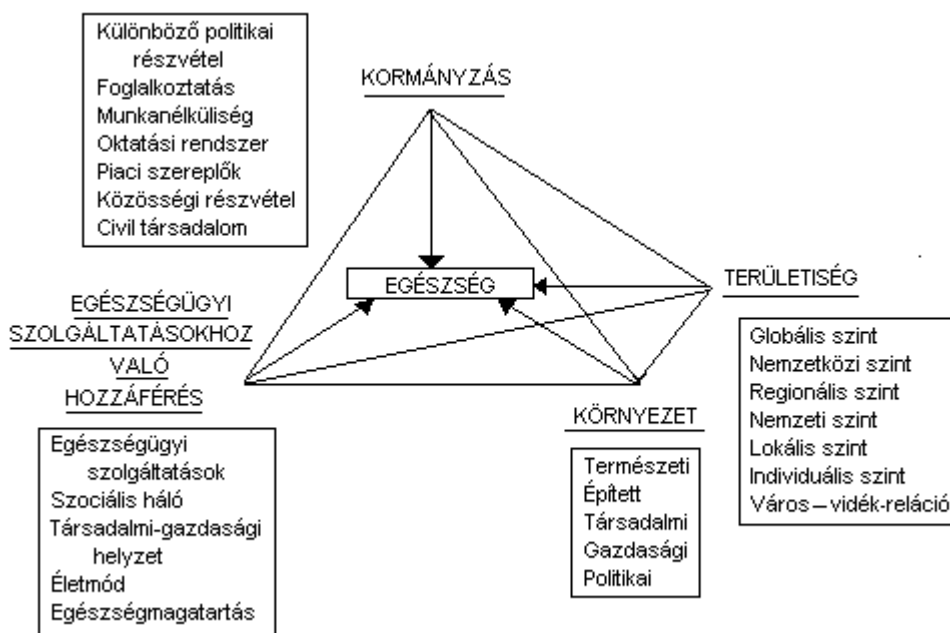 Különböző politikai
részvétel
Foglalkoztatás
Munkanélküliség
Oktatási rendszer
Piaci szereplők
Közösségi részvétel
Civil társadalom
KORMÁNYZÁS
EGÉSZSÉG
TERÜLETISÉG
Globális szint
Nemzetközi szint
Regionális szint
Nemzeti szint
Lokális szint
Individuális szint
Város – vidék-reláció
EGÉSZSÉGÜGYI
SZOLGÁLTATÁSOKHOZ
VALÓ
HOZZÁFÉRÉS
Egészségügyi
szolgáltatások
Szociális háló
Társadalmi-gazdasági
helyzet
Életmód
Egészségmagatartás
KÖRNYEZET
Természeti
Épített
Társadalmi
Gazdasági
Politikai